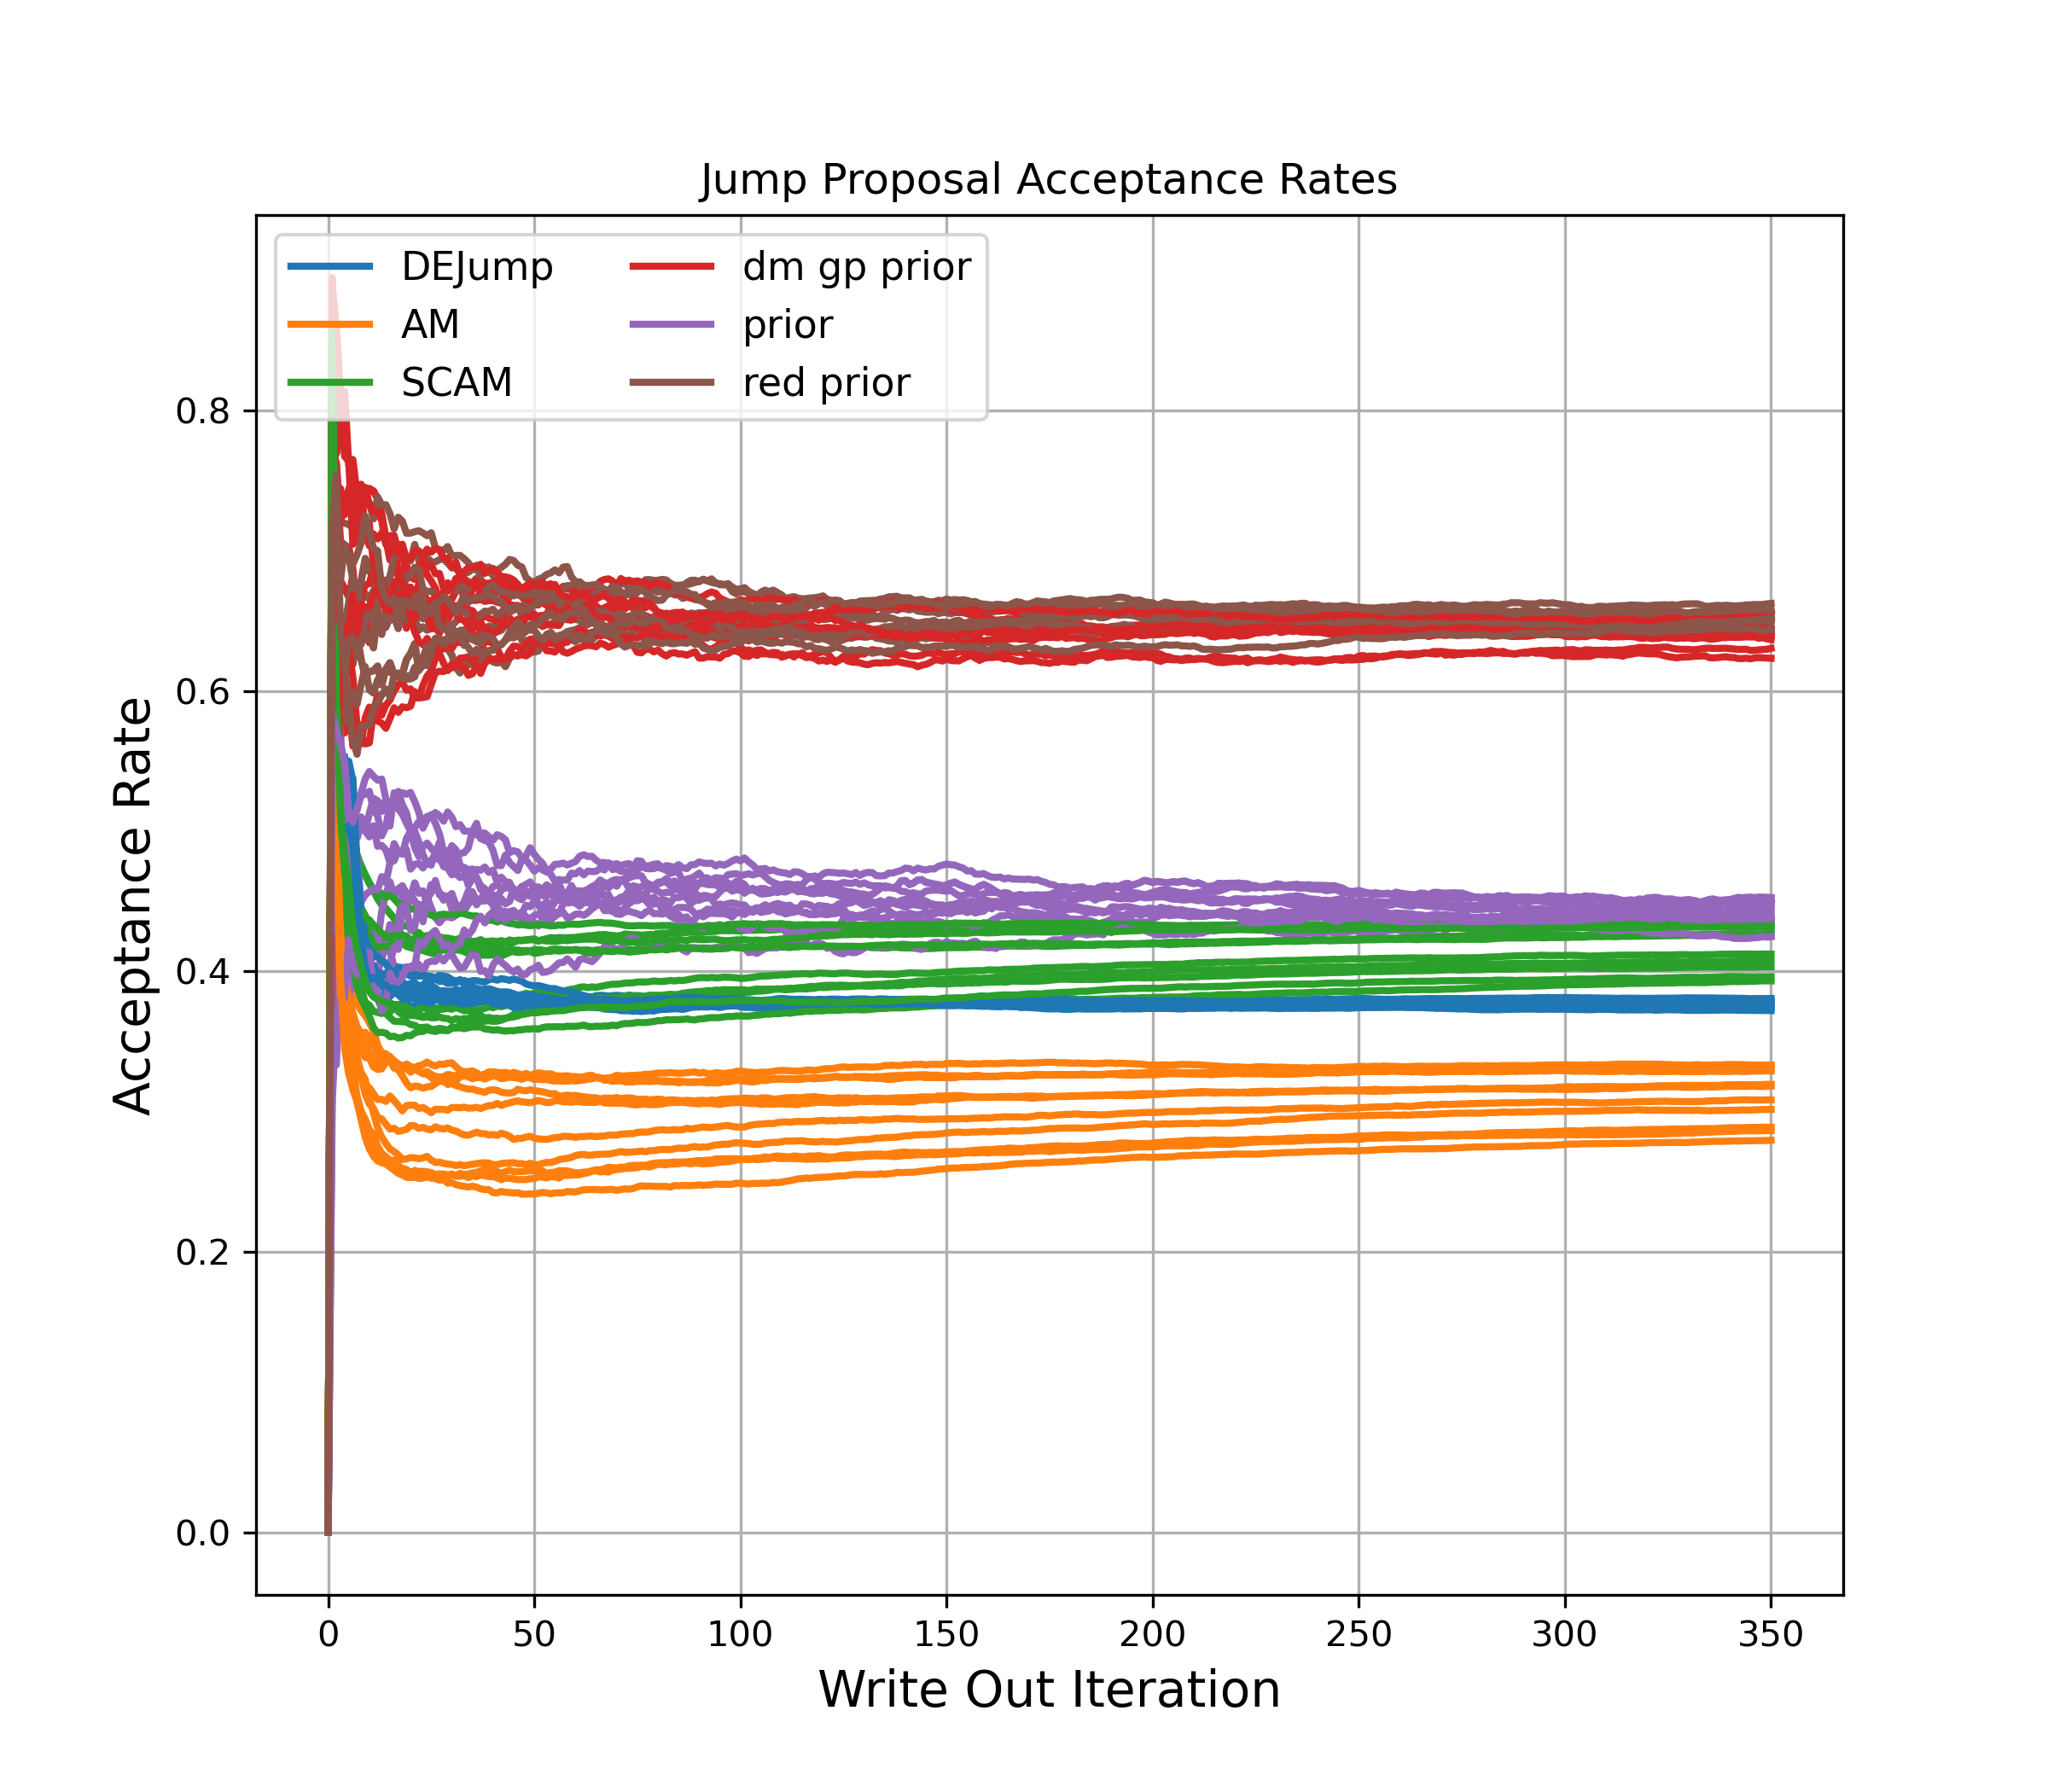 Jump Proposal Acceptance Rates
DEJump
AM
SCAM
dm gp prior
prior
red prior
Acceptance Rate
0.8
0.6
0.4
0.2
0.0
0 50 100 150 200 250 300 350
Write Out Iteration